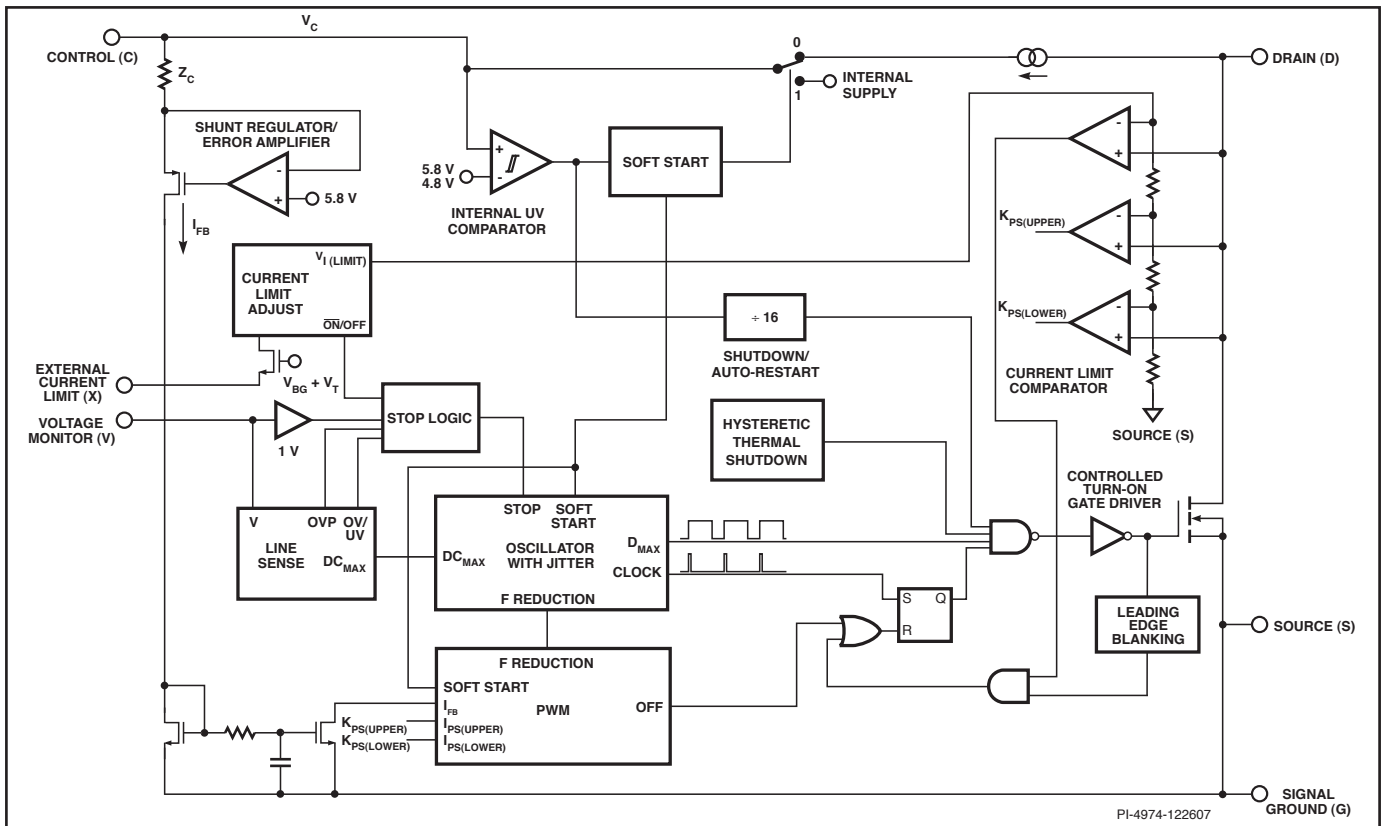 V_C
CONTROL (C)
Z_C
0
1
INTERNAL
SUPPLY
DRAIN (D)
SHUNT REGULATOR/
ERROR AMPLIFIER
-
+
5.8 V
I_FB
+
-
5.8 V
4.8 V
INTERNAL UV
COMPARATOR
SOFT START
-
+
K_PS(UPPER)
-
+
K_PS(LOWER)
-
+
CURRENT LIMIT
COMPARATOR
SOURCE (S)
V_I (LIMIT)
CURRENT
LIMIT
ADJUST
O̅N̅/OFF
÷ 16
SHUTDOWN/
AUTO-RESTART
EXTERNAL
CURRENT
LIMIT (X)
V_BG + V_T
VOLTAGE
MONITOR (V)
1 V
STOP LOGIC
HYSTERETIC
THERMAL
SHUTDOWN
CONTROLLED
TURN-ON
GATE DRIVER
V
OVP
OV/
UV
LINE
SENSE
DC_MAX
STOP
SOFT
START
DC_MAX
OSCILLATOR
WITH JITTER
D_MAX
CLOCK
F REDUCTION
S
Q
R
LEADING
EDGE
BLANKING
SOURCE (S)
F REDUCTION
SOFT START
I_FB
PWM
OFF
K_PS(UPPER)
I_PS(UPPER)
K_PS(LOWER)
I_PS(LOWER)
SIGNAL
GROUND (G)
PI-4974-122607